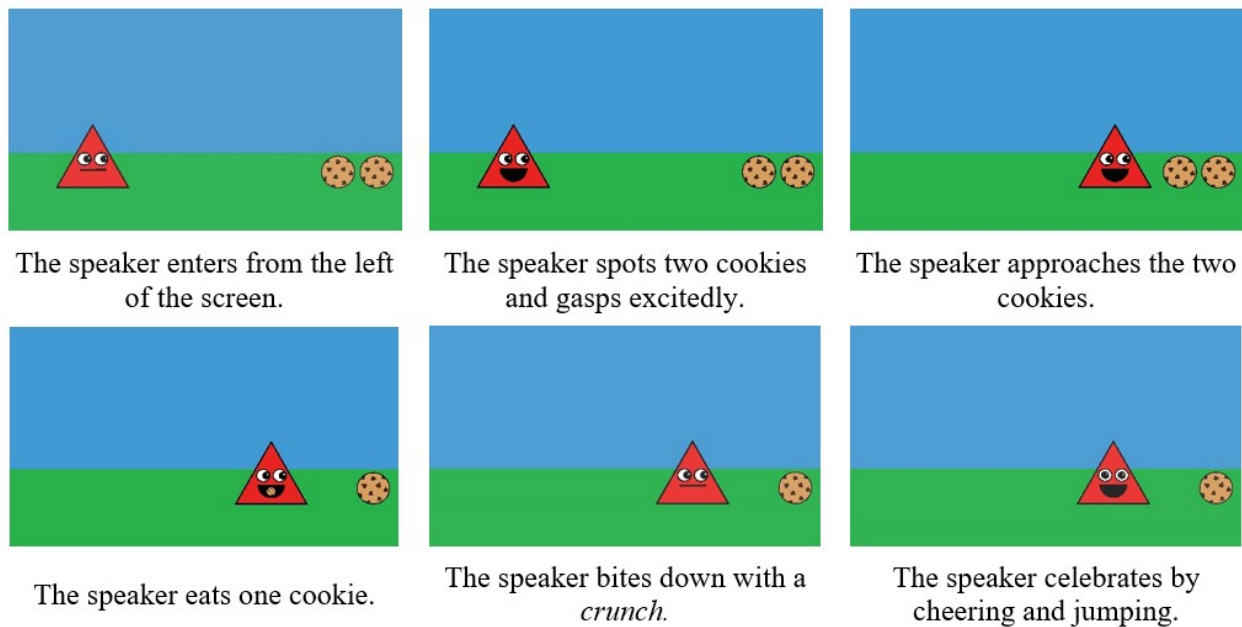 The speaker enters from the left
of the screen.
The speaker spots two cookies
and gasps excitedly.
The speaker approaches the two
cookies.
The speaker eats one cookie.
The speaker bites down with a
crunch.
The speaker celebrates by
cheering and jumping.